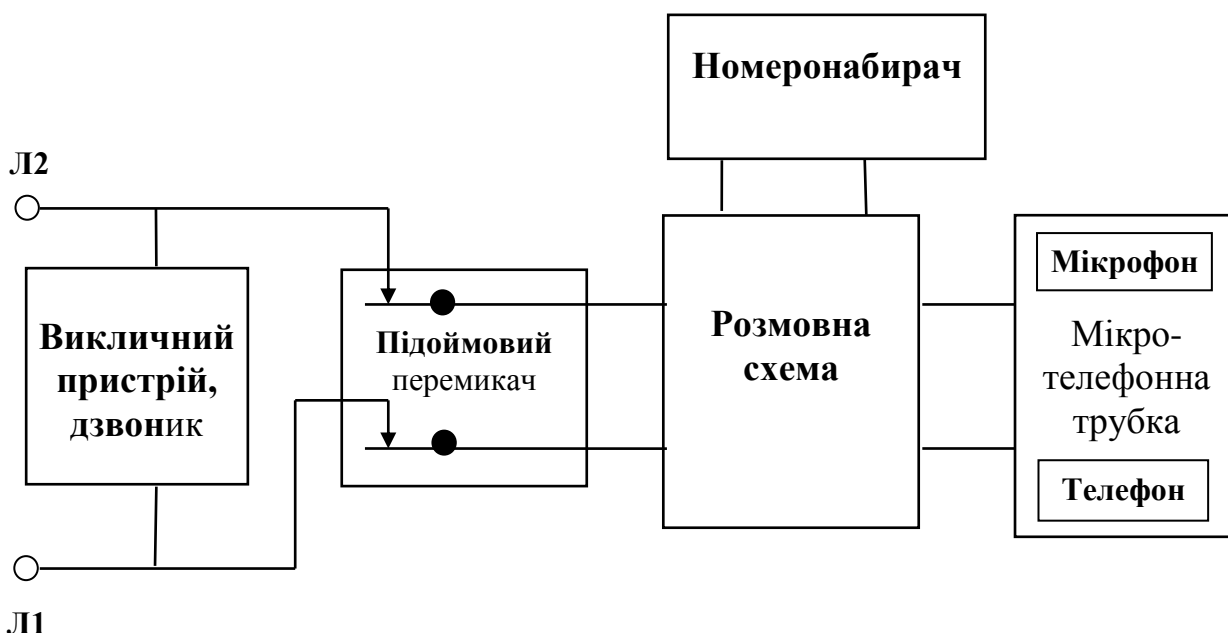 Номеронабирач
Л2
Викличний
пристрій,
дзвоник
Підоймовий
перемикач
Розмовна
схема
Мікрофон
Мікро-
телефонна
трубка
Телефон
Л1